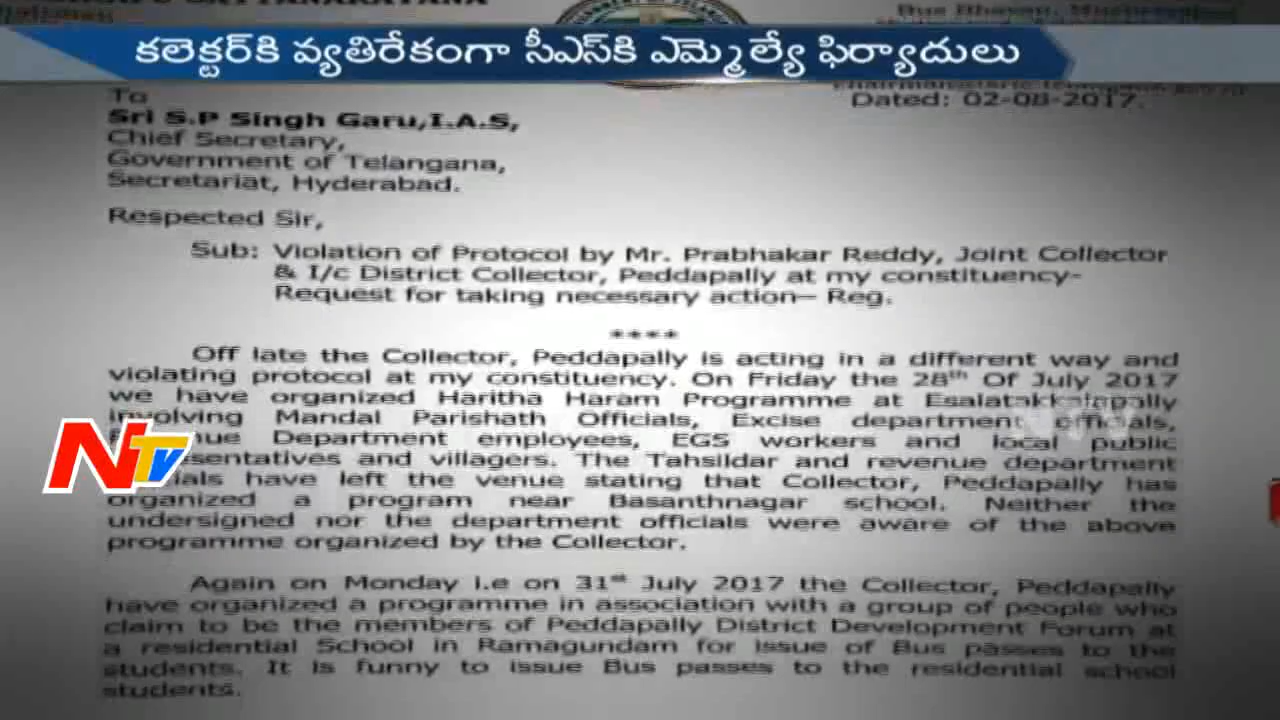 కలెక్టర్‌కి వ్యతిరేకంగా సీఎస్‌కి ఎమ్మెల్యే ఫిర్యాదులు
To
Dated: 02-08-2017.
Sri S.P Singh Garu,I.A.S,
Chief Secretary,
Government of Telangana,
Secretariat, Hyderabad.
Respected Sir,
Sub: Violation of Protocol by Mr. Prabhakar Reddy, Joint Collector
& I/c District Collector, Peddapally at my constituency-
Request for taking necessary action– Reg.
****
Off late the Collector, Peddapally is acting in a different way and
violating protocol at my constituency. On Friday the 28th Of July 2017
we have organized Haritha Haram Programme at Esalatakkalapally
involving Mandal Parishath Officials, Excise department officials,
Department employees, EGS workers and local public
and villagers. The Tahsildar and revenue department
have left the venue stating that Collector, Peddapally has
organized a program near Basanthnagar school. Neither the
undersigned nor the department officials were aware of the above
programme organized by the Collector.
NTV
Again on Monday i.e on 31st July 2017 the Collector, Peddapally
have organized a programme in association with a group of people who
claim to be the members of Peddapally District Development Forum at
a residential School in Ramagundam for issue of Bus passes to the
students. It is funny to issue Bus passes to the residential school
students.